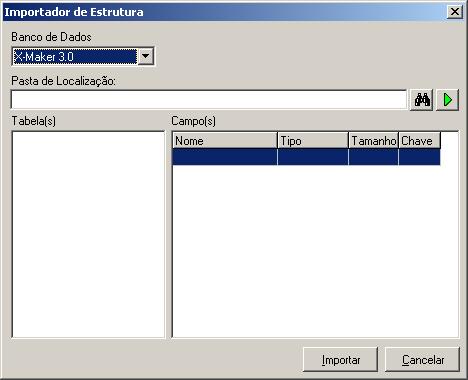 Importador de Estrutura
Banco de Dados
X-Maker 3.0
Pasta de Localização:
Tabela(s) Campo(s)
Nome Tipo Tamanho Chave
Importar Cancelar